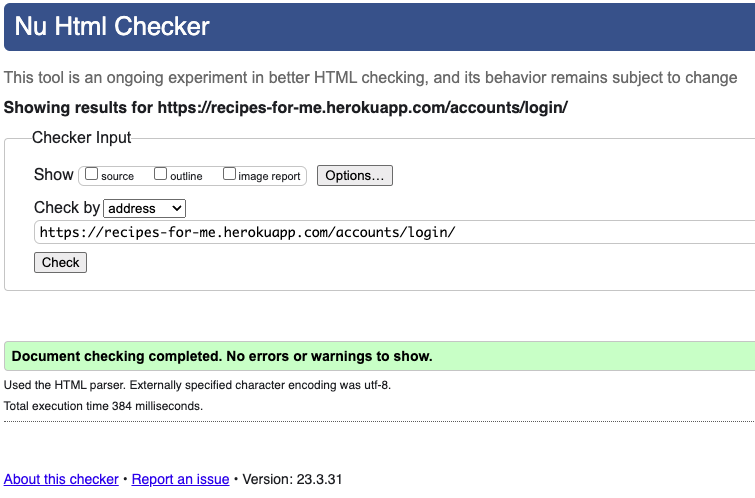 Nu Html Checker
This tool is an ongoing experiment in better HTML checking, and its behavior remains subject to change
Showing results for https://recipes-for-me.herokuapp.com/accounts/login/
Checker Input
Show source outline image report Options...
Check by address
https://recipes-for-me.herokuapp.com/accounts/login/
Check
Document checking completed. No errors or warnings to show.
Used the HTML parser. Externally specified character encoding was utf-8.
Total execution time 384 milliseconds.
About this checker • Report an issue • Version: 23.3.31